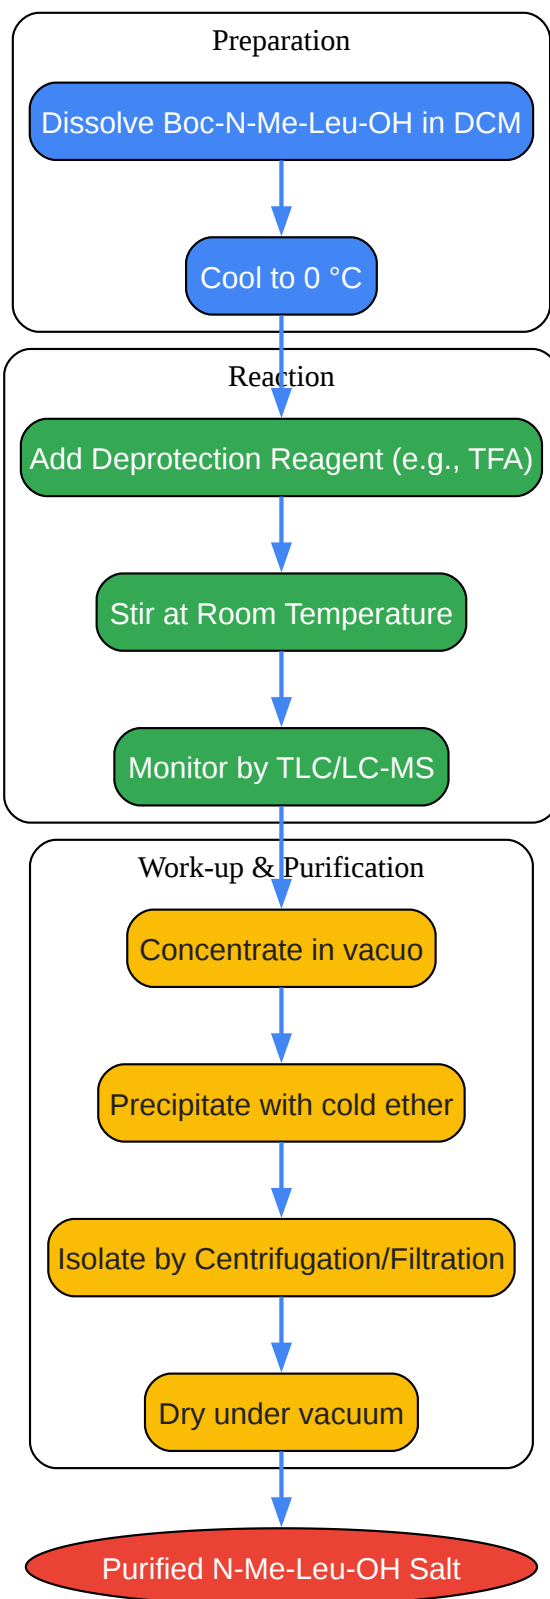 Preparation
Dissolve Boc-N-Me-Leu-OH in DCM
Cool to 0 °C
Reaction
Add Deprotection Reagent (e.g., TFA)
Stir at Room Temperature
Monitor by TLC/LC-MS
Work-up & Purification
Concentrate in vacuo
Precipitate with cold ether
Isolate by Centrifugation/Filtration
Dry under vacuum
Purified N-Me-Leu-OH Salt